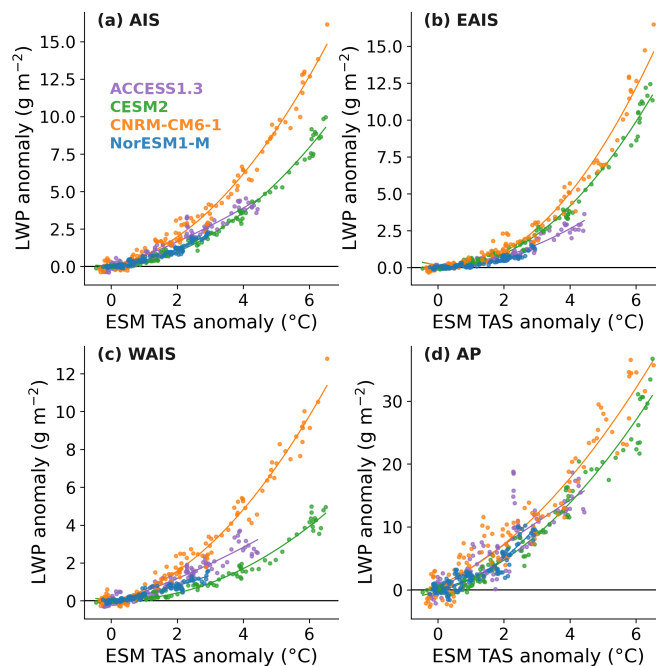 (a) AIS
ACCESS1.3
CESM2
CNRM-CM6-1
NorESM1-M
LWP anomaly (g m⁻²)
15.0
12.5
10.0
7.5
5.0
2.5
0.0
0 2 4 6
ESM TAS anomaly (°C)
(b) EAIS
LWP anomaly (g m⁻²)
15.0
12.5
10.0
7.5
5.0
2.5
0.0
0 2 4 6
ESM TAS anomaly (°C)
(c) WAIS
LWP anomaly (g m⁻²)
12
10
8
6
4
2
0
0 2 4 6
ESM TAS anomaly (°C)
(d) AP
LWP anomaly (g m⁻²)
30
20
10
0
0 2 4 6
ESM TAS anomaly (°C)